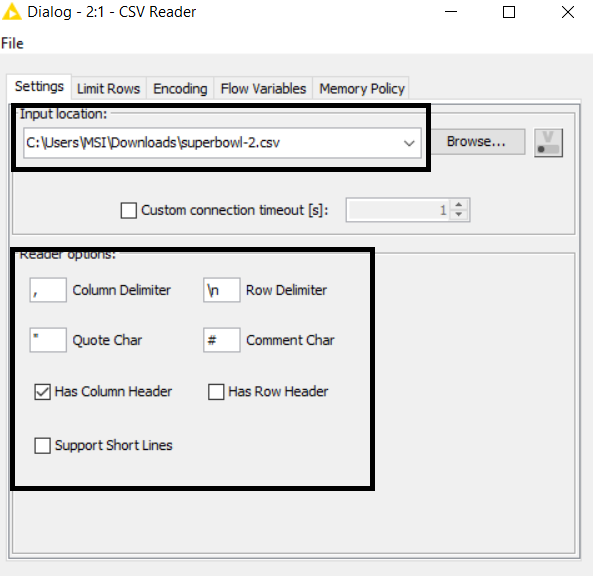 Dialog - 2:1 - CSV Reader
File
Settings Limit Rows Encoding Flow Variables Memory Policy
Input location:
C:\Users\MSI\Downloads\superbowl-2.csv Browse... V
Custom connection timeout [s]: 1
Reader options:
, Column Delimiter \n Row Delimiter
" Quote Char # Comment Char
Has Column Header Has Row Header
Support Short Lines